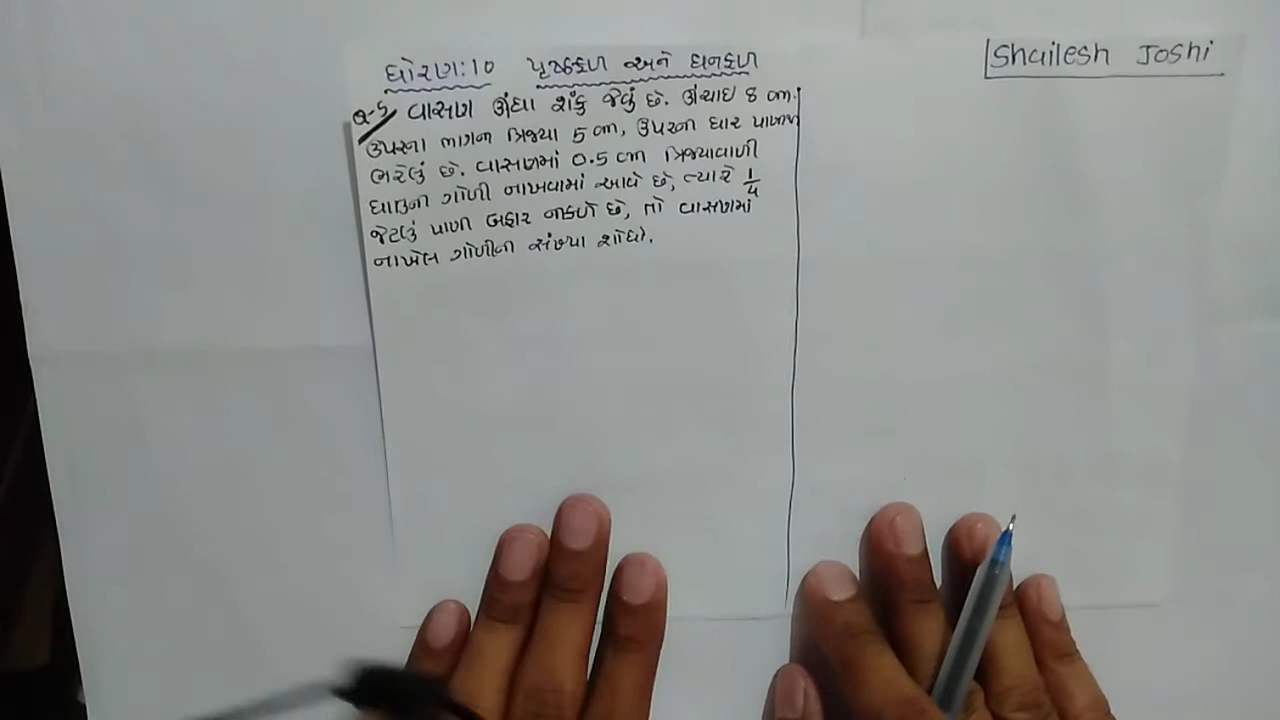 Shailesh Joshi
ધોરણ:10 પૃષ્ઠફળ અને ઘનફળ
Q-5 વાસણ ઊંધા શંકુ જેવું છે. ઊંચાઇ 8 cm.
ઉપરના ભાગની ત્રિજ્યા 5 cm, ઉપરની ધાર
ભરેલું છે. વાસણમાં 0.5 cm ત્રિજ્યાવાળી
ધાતુની ગોળી નાખવામાં આવે છે, ત્યારે 1/4
જેટલું પાણી બહાર નીકળે છે, તો વાસણમાં
નાખેલ ગોળીની સંખ્યા શોધો.